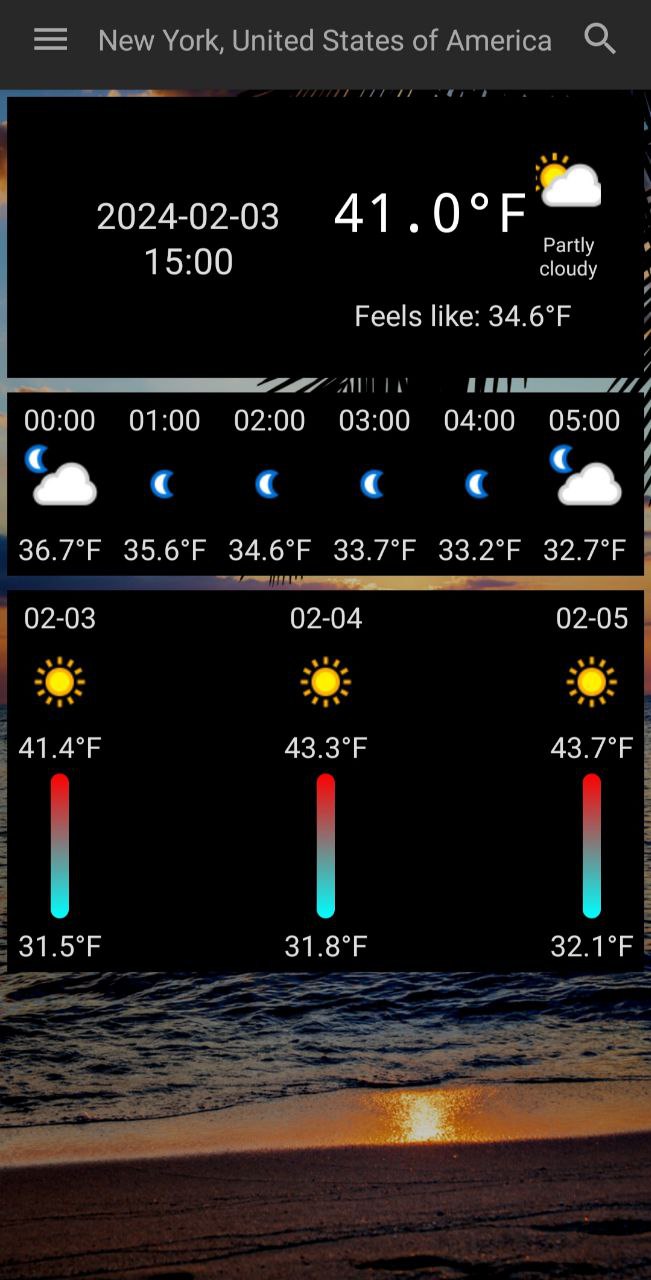 New York, United States of America
2024-02-03
15:00
41.0°F
Partly
cloudy
Feels like: 34.6°F
00:00 01:00 02:00 03:00 04:00 05:00
36.7°F 35.6°F 34.6°F 33.7°F 33.2°F 32.7°F
02-03 02-04 02-05
41.4°F 43.3°F 43.7°F
31.5°F 31.8°F 32.1°F